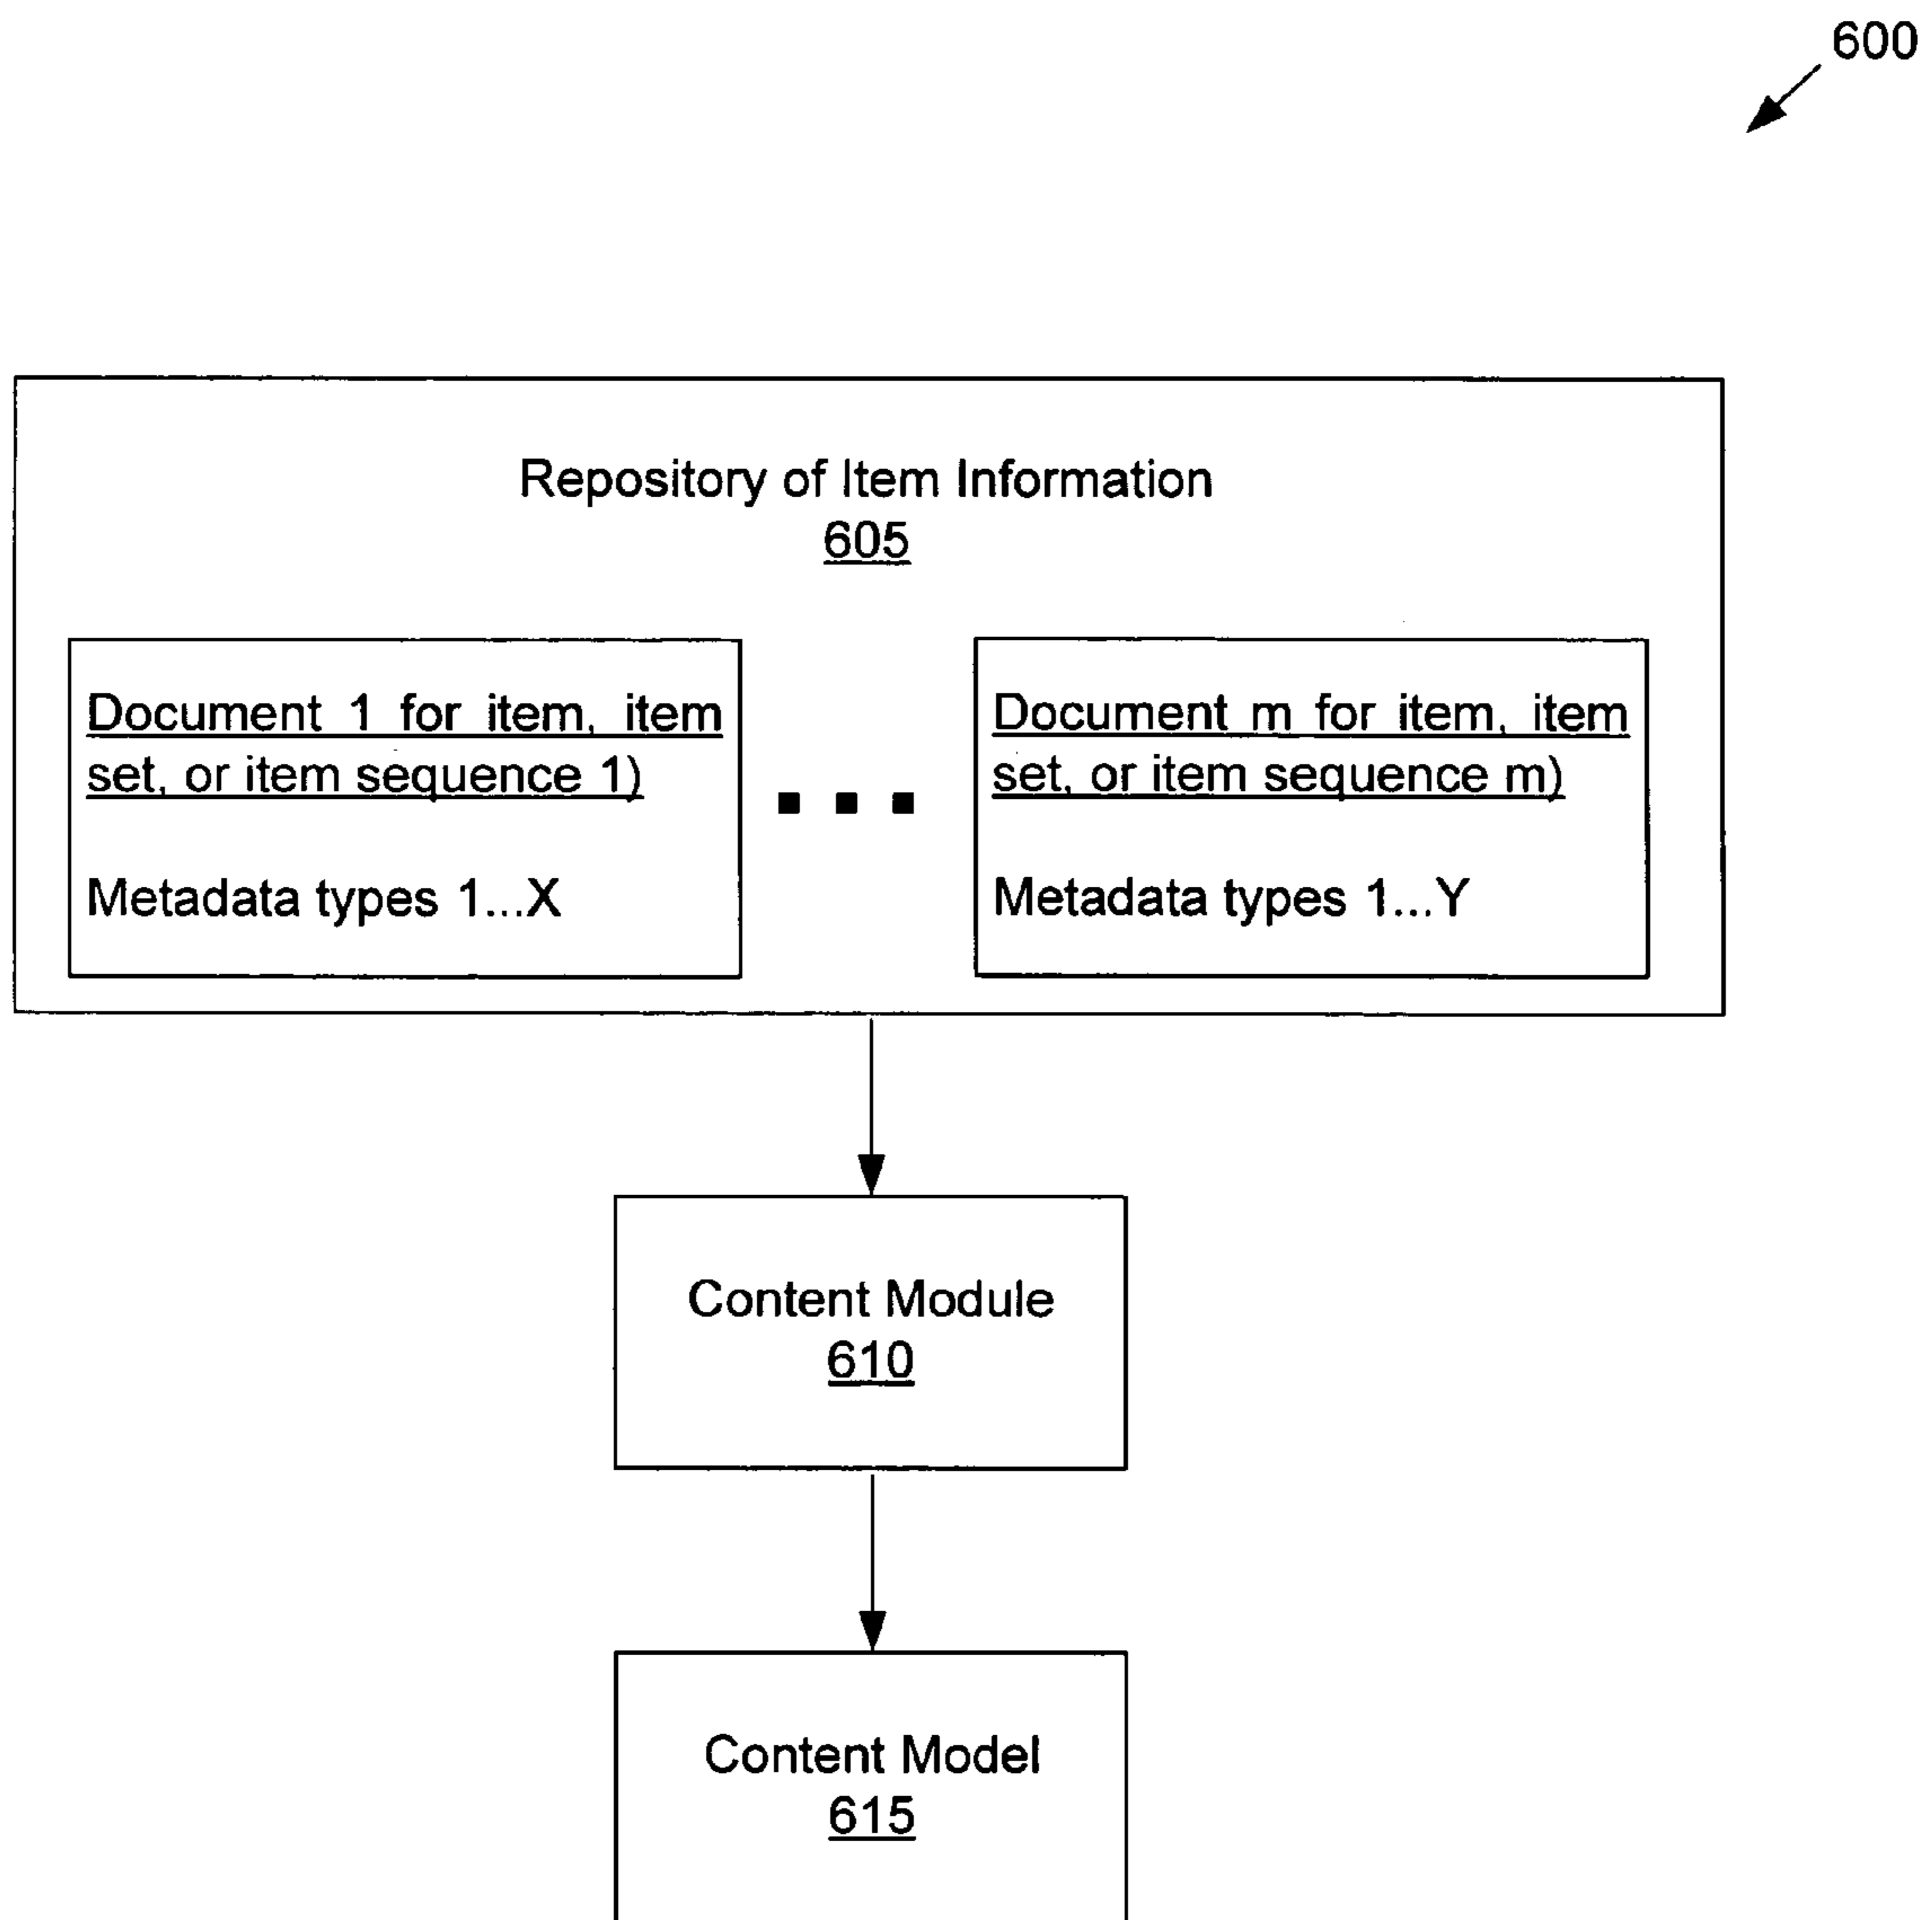 600
Repository of Item Information
605
Document 1 for item, item
set, or item sequence 1)
Metadata types 1...X
Document m for item, item
set, or item sequence m)
Metadata types 1...Y
Content Module
610
Content Model
615